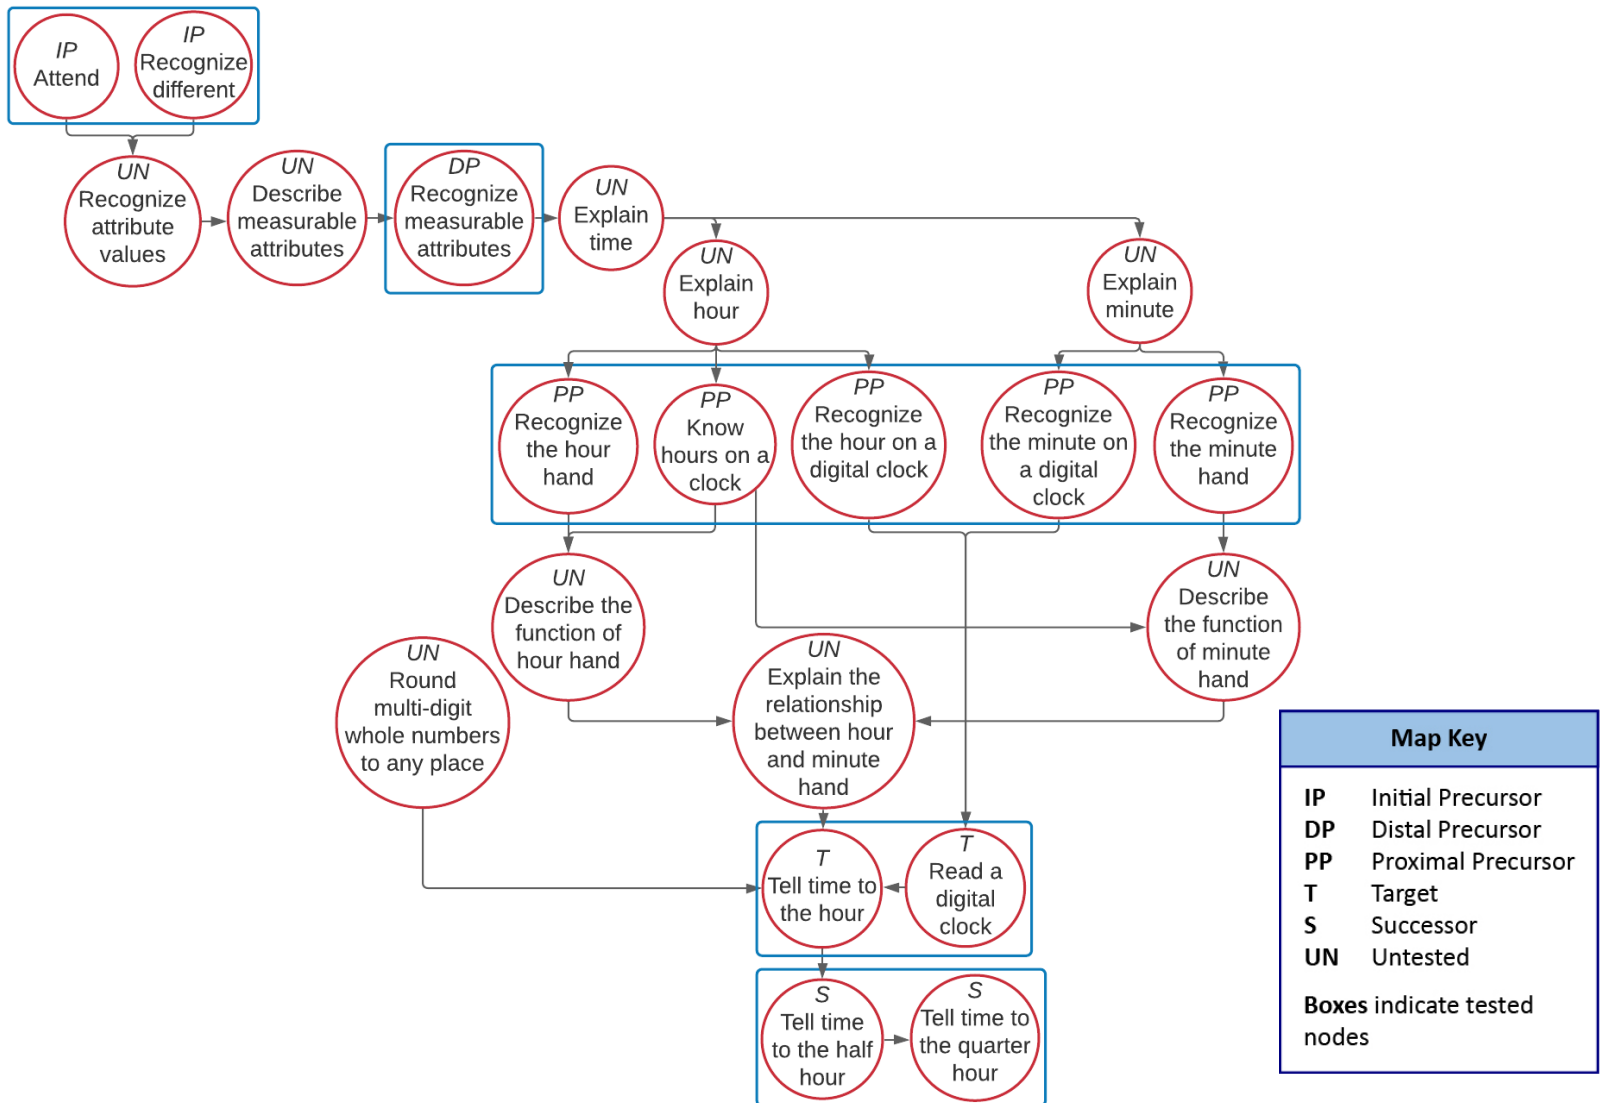 IP
Attend
IP
Recognize
different
UN
Recognize
attribute
values
UN
Describe
measurable
attributes
DP
Recognize
measurable
attributes
UN
Explain
time
UN
Explain
hour
UN
Explain
minute
PP
Recognize
the hour
hand
PP
Know
hours on a
clock
PP
Recognize
the hour on a
digital clock
PP
Recognize
the minute on
a digital
clock
PP
Recognize
the minute
hand
UN
Describe the
function of
hour hand
UN
Describe
the function
of minute
hand
UN
Round
multi-digit
whole numbers
to any place
UN
Explain the
relationship
between hour
and minute
hand
T
Tell time to
the hour
T
Read a
digital
clock
S
Tell time
to the half
hour
S
Tell time to
the quarter
hour
Map Key
IP Initial Precursor
DP Distal Precursor
PP Proximal Precursor
T Target
S Successor
UN Untested
Boxes indicate tested
nodes